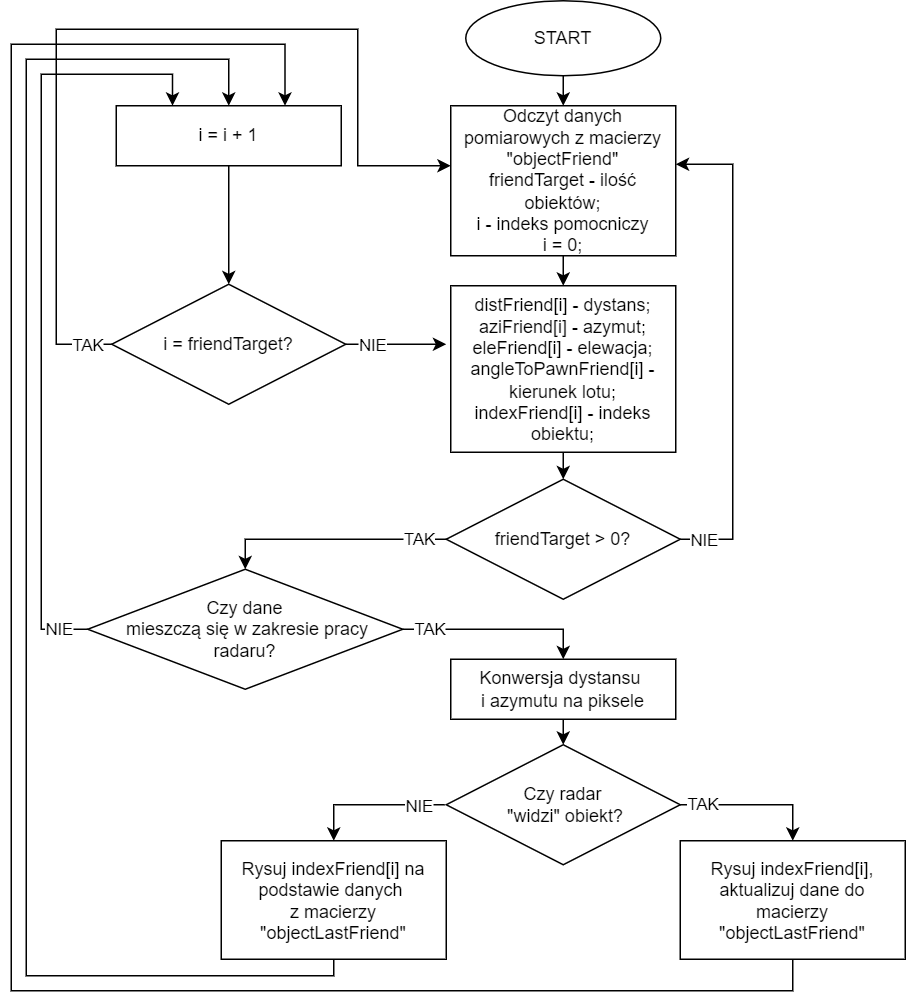 START
Odczyt danych
pomiarowych z macierzy
"objectFriend"
friendTarget - ilość
obiektów;
i - indeks pomocniczy
i = 0;
i = i + 1
distFriend[i] - dystans;
aziFriend[i] - azymut;
eleFriend[i] - elewacja;
angleToPawnFriend[i] -
kierunek lotu;
indexFriend[i] - indeks
obiektu;
TAK
i = friendTarget?
NIE
TAK
friendTarget > 0?
NIE
NIE
Czy dane
mieszczą się w zakresie pracy
radaru?
TAK
Konwersja dystansu
i azymutu na piksele
NIE
Czy radar
"widzi" obiekt?
TAK
Rysuj indexFriend[i] na
podstawie danych
z macierzy
"objectLastFriend"
Rysuj indexFriend[i],
aktualizuj dane do
macierzy
"objectLastFriend"